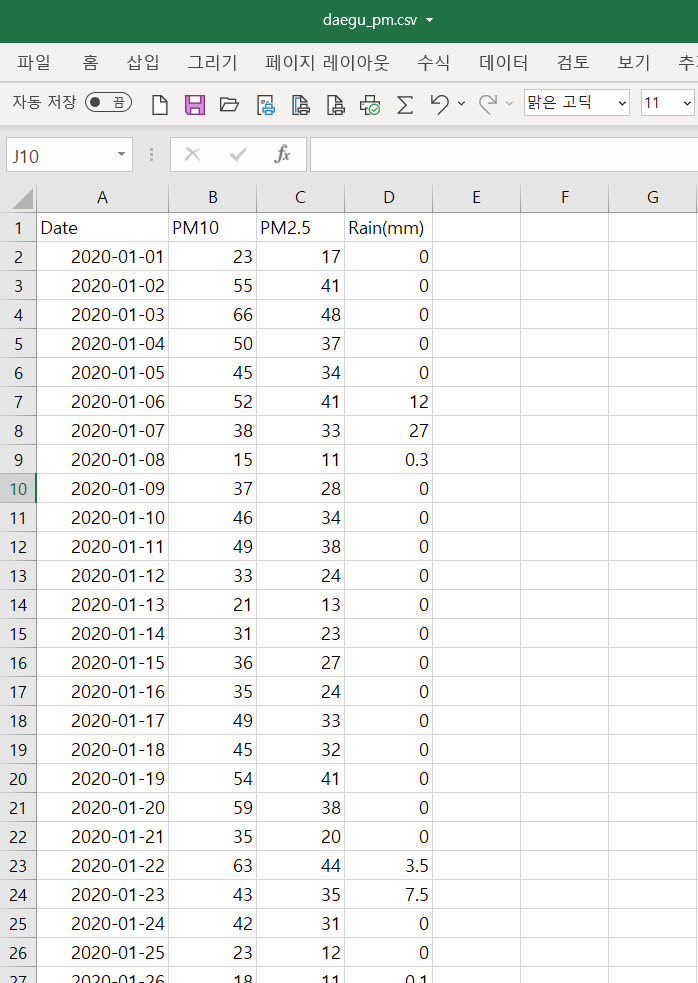 daegu_pm.csv
파일 홈 삽입 그리기 페이지 레이아웃 수식 데이터 검토 보기
자동 저장 끔 맑은 고딕 11
J10 fx
A B C D E F G
1 Date PM10 PM2.5 Rain(mm)
2 2020-01-01 23 17 0
3 2020-01-02 55 41 0
4 2020-01-03 66 48 0
5 2020-01-04 50 37 0
6 2020-01-05 45 34 0
7 2020-01-06 52 41 12
8 2020-01-07 38 33 27
9 2020-01-08 15 11 0.3
10 2020-01-09 37 28 0
11 2020-01-10 46 34 0
12 2020-01-11 49 38 0
13 2020-01-12 33 24 0
14 2020-01-13 21 13 0
15 2020-01-14 31 23 0
16 2020-01-15 36 27 0
17 2020-01-16 35 24 0
18 2020-01-17 49 33 0
19 2020-01-18 45 32 0
20 2020-01-19 54 41 0
21 2020-01-20 59 38 0
22 2020-01-21 35 20 0
23 2020-01-22 63 44 3.5
24 2020-01-23 43 35 7.5
25 2020-01-24 42 31 0
26 2020-01-25 23 12 0
27 2020-01-26 18 11 0.1